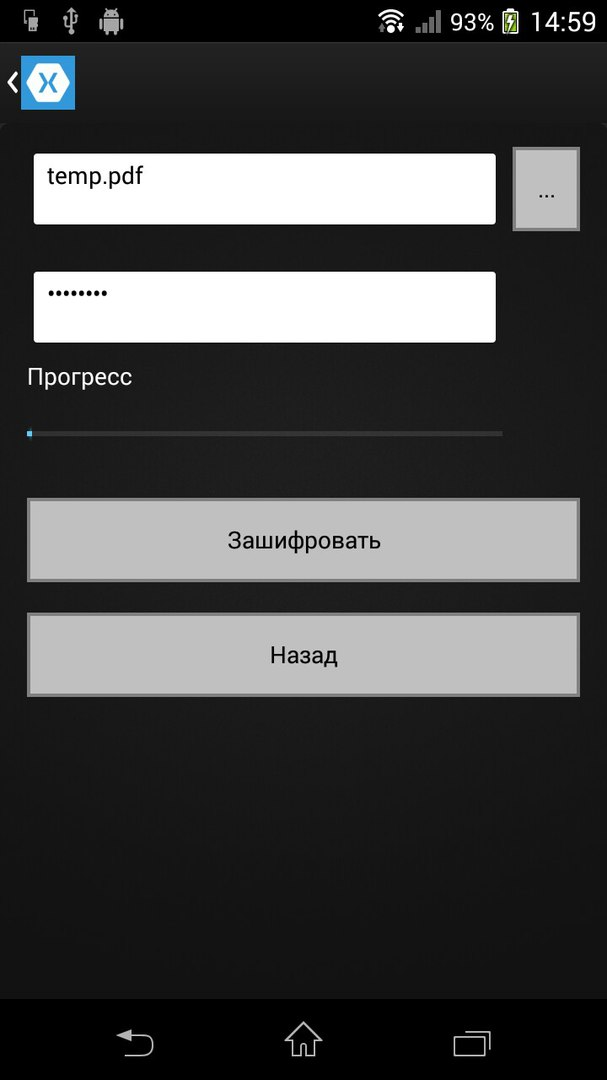 93% 14:59
temp.pdf
...
••••••••
Прогресс
Зашифровать
Назад